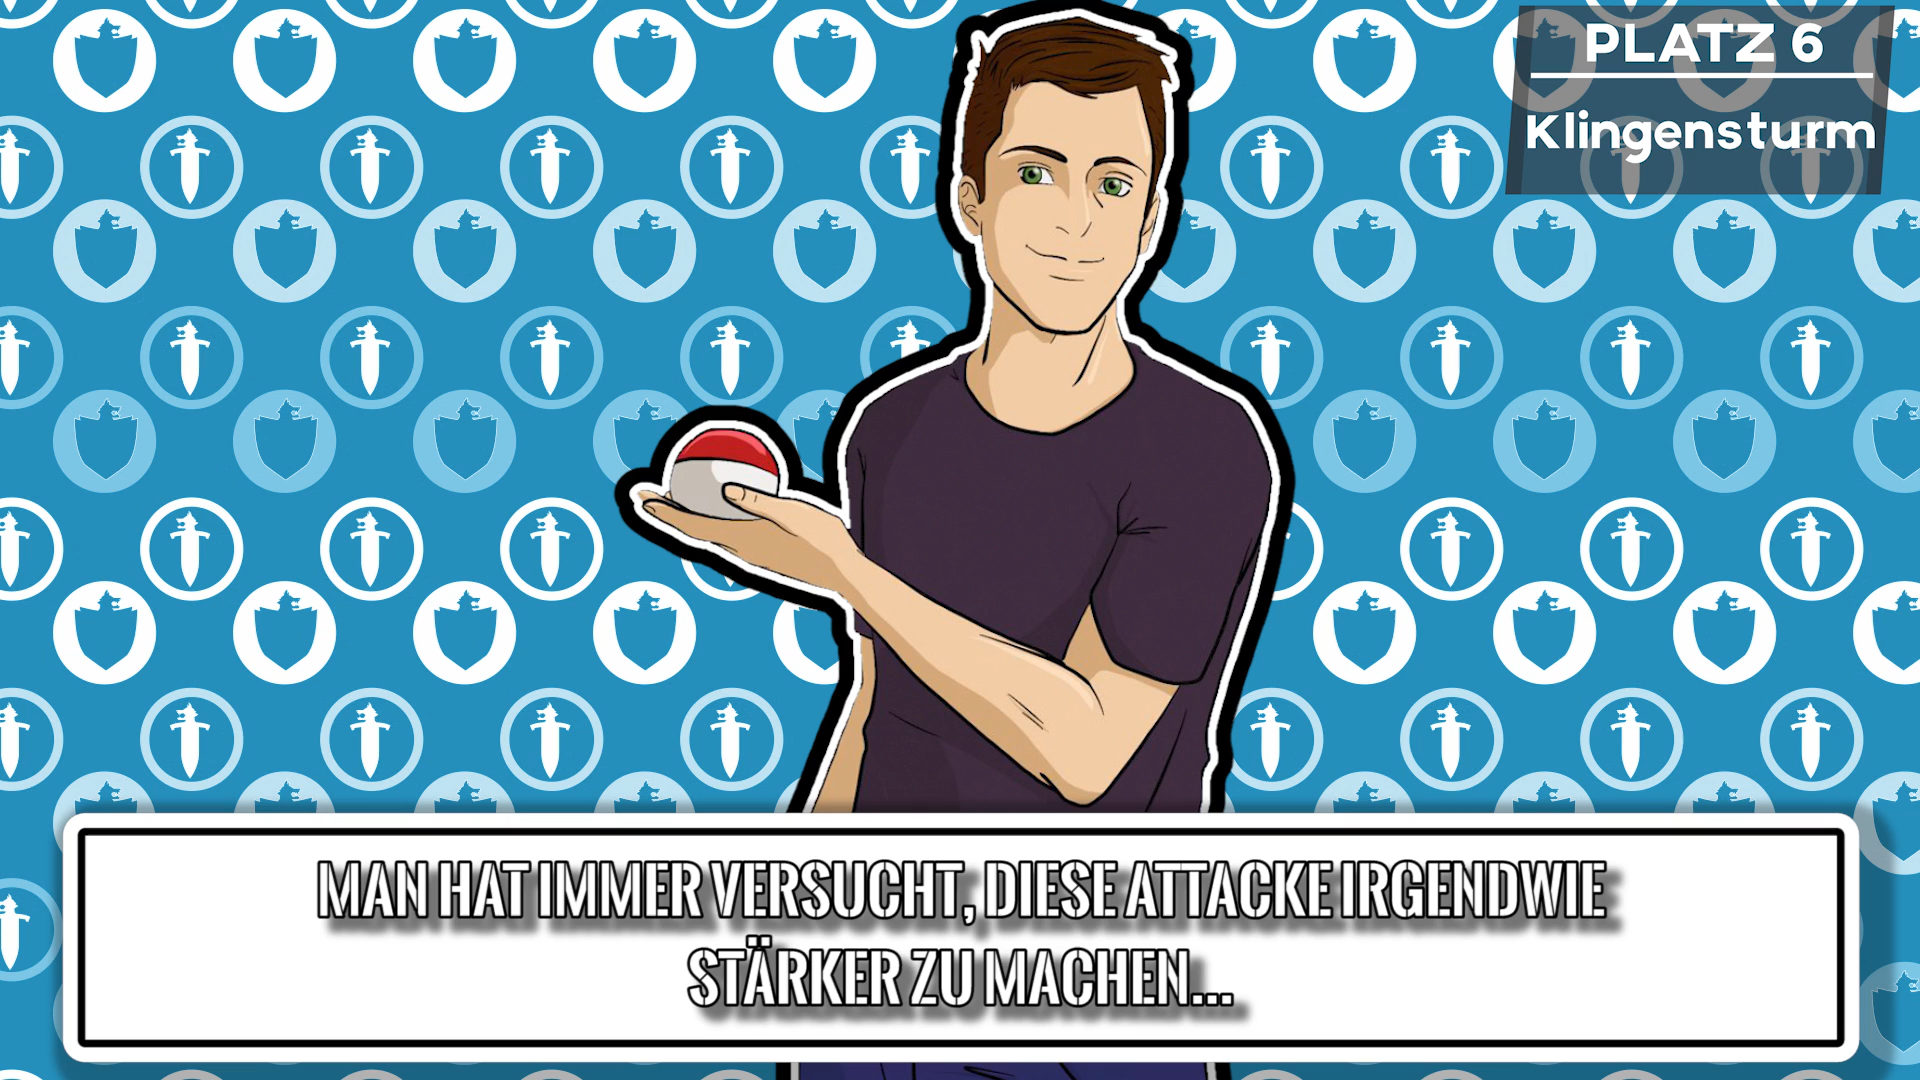 PLATZ 6
Klingensturm
MAN HAT IMMER VERSUCHT, DIESE ATTACKE IRGENDWIE
STÄRKER ZU MACHEN...